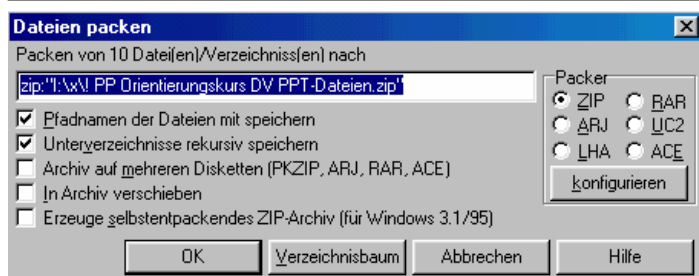 Dateien packen
Packen von 10 Datei(en)/Verzeichniss(en) nach
zip:"I:\x\! PP Orientierungskurs DV PPT-Dateien.zip"
Pfadnamen der Dateien mit speichern
Unterverzeichnisse rekursiv speichern
Archiv auf mehreren Disketten (PKZIP, ARJ, RAR, ACE)
In Archiv verschieben
Erzeuge selbstentpackendes ZIP-Archiv (für Windows 3.1/95)
Packer
ZIP RAR
ARJ UC2
LHA ACE
konfigurieren
OK Verzeichnisbaum Abbrechen Hilfe